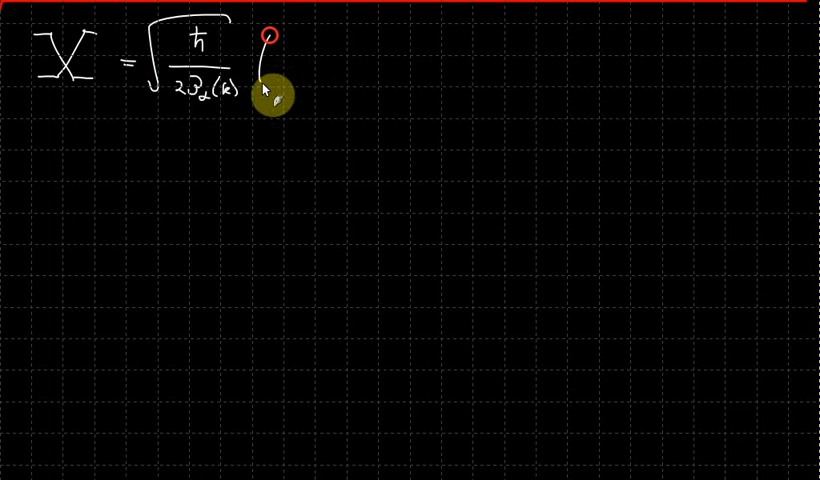 X = √(ħ / 2ω_α(k)) (